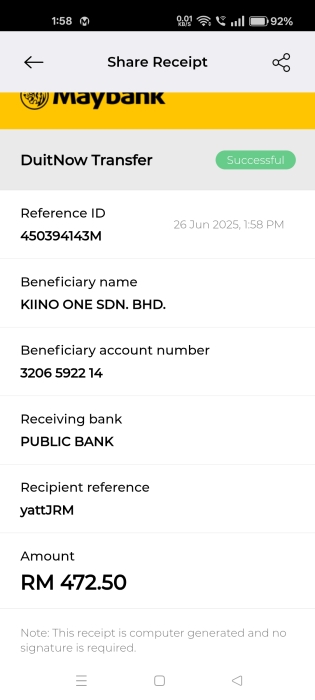 1:58
0.01 KB/S
92%
Share Receipt
Maybank
DuitNow Transfer
Successful
Reference ID
26 Jun 2025, 1:58 PM
450394143M
Beneficiary name
KIINO ONE SDN. BHD.
Beneficiary account number
3206 5922 14
Receiving bank
PUBLIC BANK
Recipient reference
yattJRM
Amount
RM 472.50
Note: This receipt is computer generated and no
signature is required.